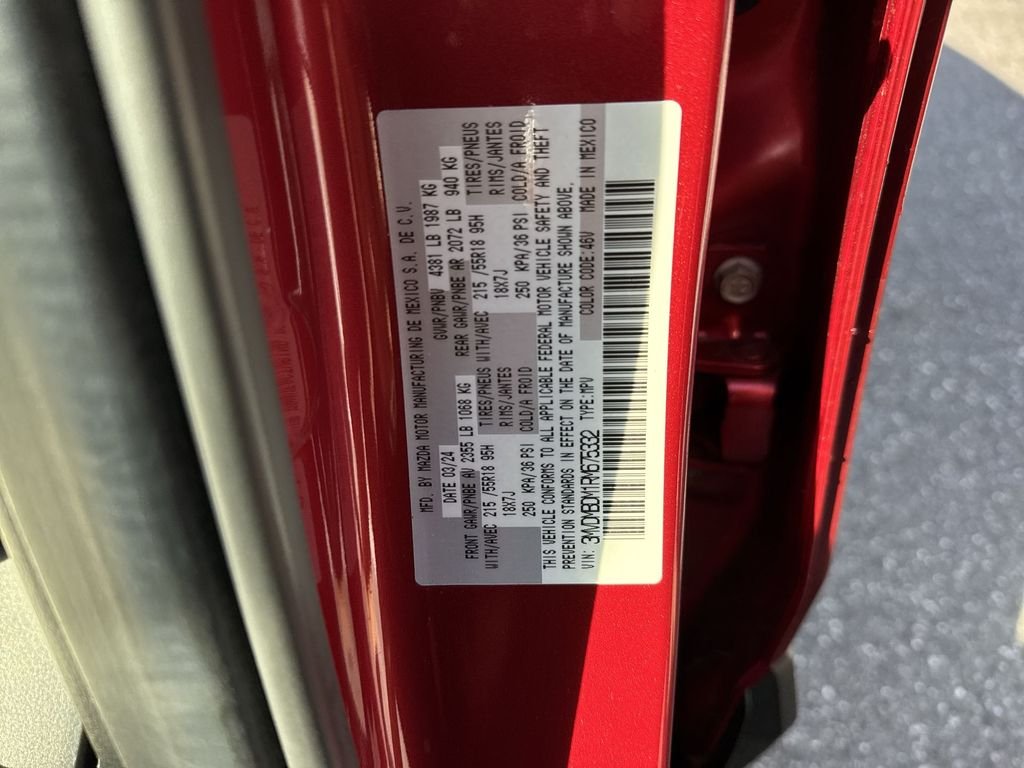 MFD. BY MAZDA MOTOR MANUFACTURING DE MEXICO S.A. DE C.V.
DATE 03/24 GVWR/PNBV 4381 LB 1987 KG
FRONT GAWR/PNBE AV 2355 LB 1068 KG REAR GAWR/PNBE AR 2072 LB 940 KG
WITH/AVEC 215 /55R18 95H TIRES/PNEUS WITH/AVEC 215 /55R18 95H TIRES/PNEUS
18X7J RIMS/JANTES 18X7J RIMS/JANTES
250 KPA/36 PSI COLD/A FROID 250 KPA/36 PSI COLD/A FROID
THIS VEHICLE CONFORMS TO ALL APPLICABLE FEDERAL MOTOR VEHICLE SAFETY AND THEFT
PREVENTION STANDARDS IN EFFECT ON THE DATE OF MANUFACTURE SHOWN ABOVE.
VIN: 3MVDMBDM1RM675332 TYPE:MPV COLOR CODE:46V MADE IN MEXICO